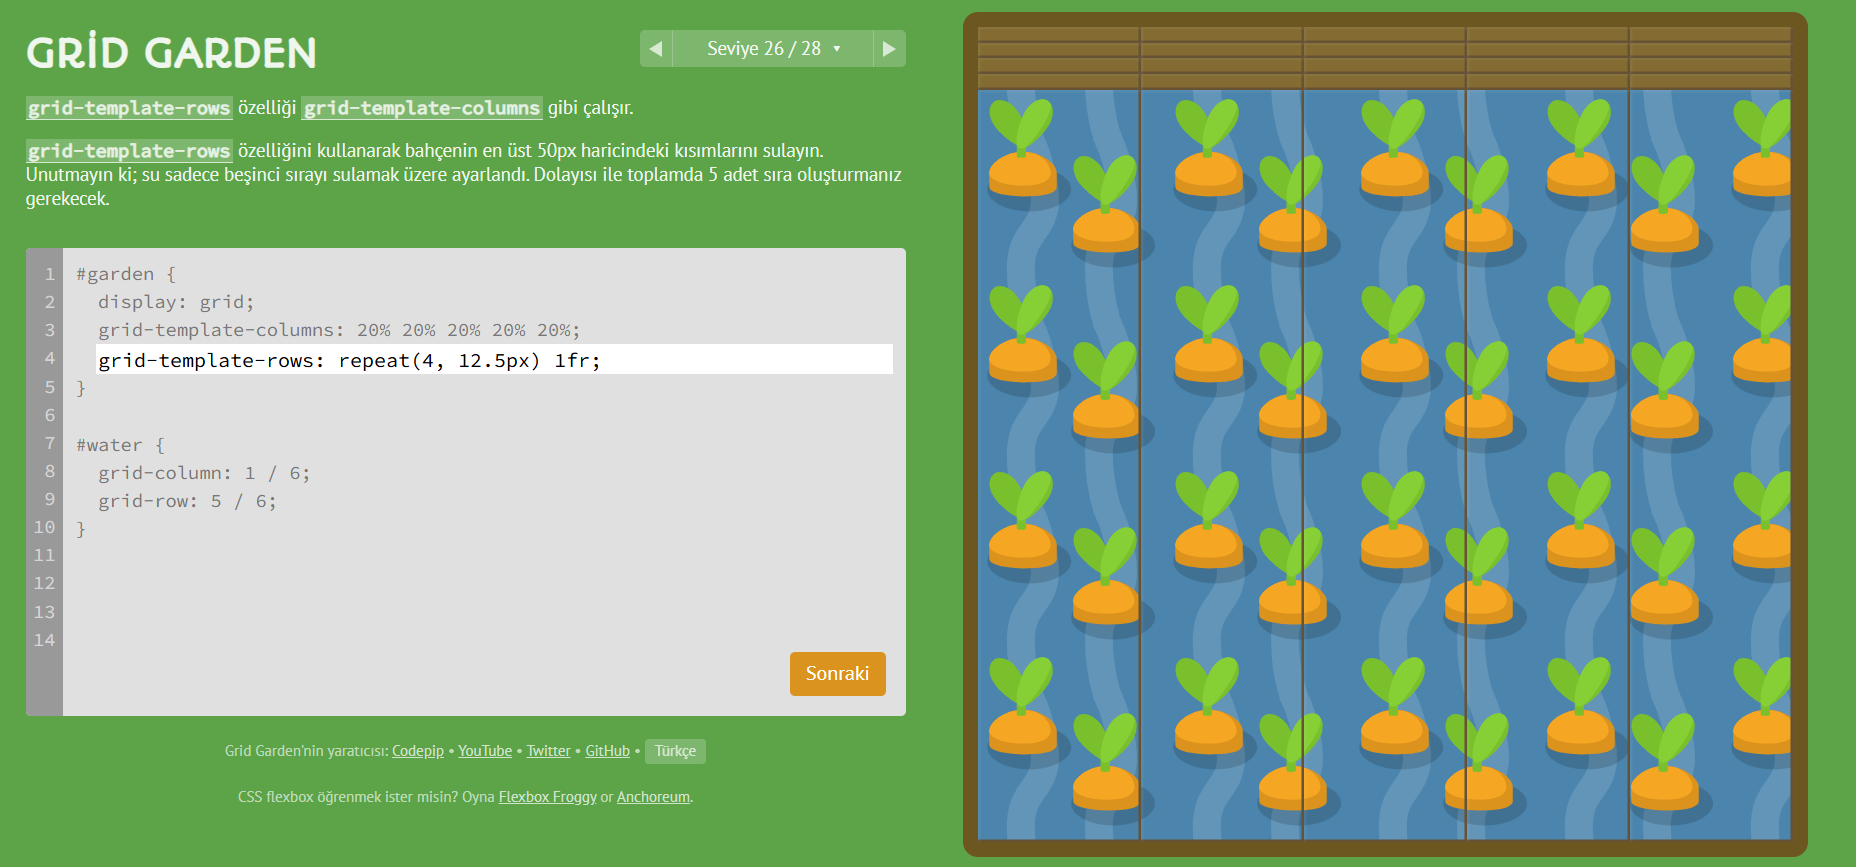 GRİD GARDEN
Seviye 26 / 28
grid-template-rows özelliği grid-template-columns gibi çalışır.
grid-template-rows özelliğini kullanarak bahçenin en üst 50px haricindeki kısımlarını sulayın.
Unutmayın ki; su sadece beşinci sırayı sulamak üzere ayarlandı. Dolayısı ile toplamda 5 adet sıra oluşturmanız
gerekecek.
1 #garden {
2 display: grid;
3 grid-template-columns: 20% 20% 20% 20% 20%;
4 grid-template-rows: repeat(4, 12.5px) 1fr;
5 }
6
7 #water {
8 grid-column: 1 / 6;
9 grid-row: 5 / 6;
10 }
11
12
13
14
Sonraki
Grid Garden'nin yaratıcısı: Codepip • YouTube • Twitter • GitHub • Türkçe
CSS flexbox öğrenmek ister misin? Oyna Flexbox Froggy or Anchoreum.